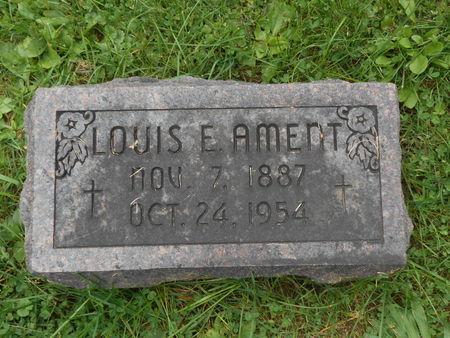 LOUIS E. AMENT
NOV. 7, 1887
OCT. 24, 1954